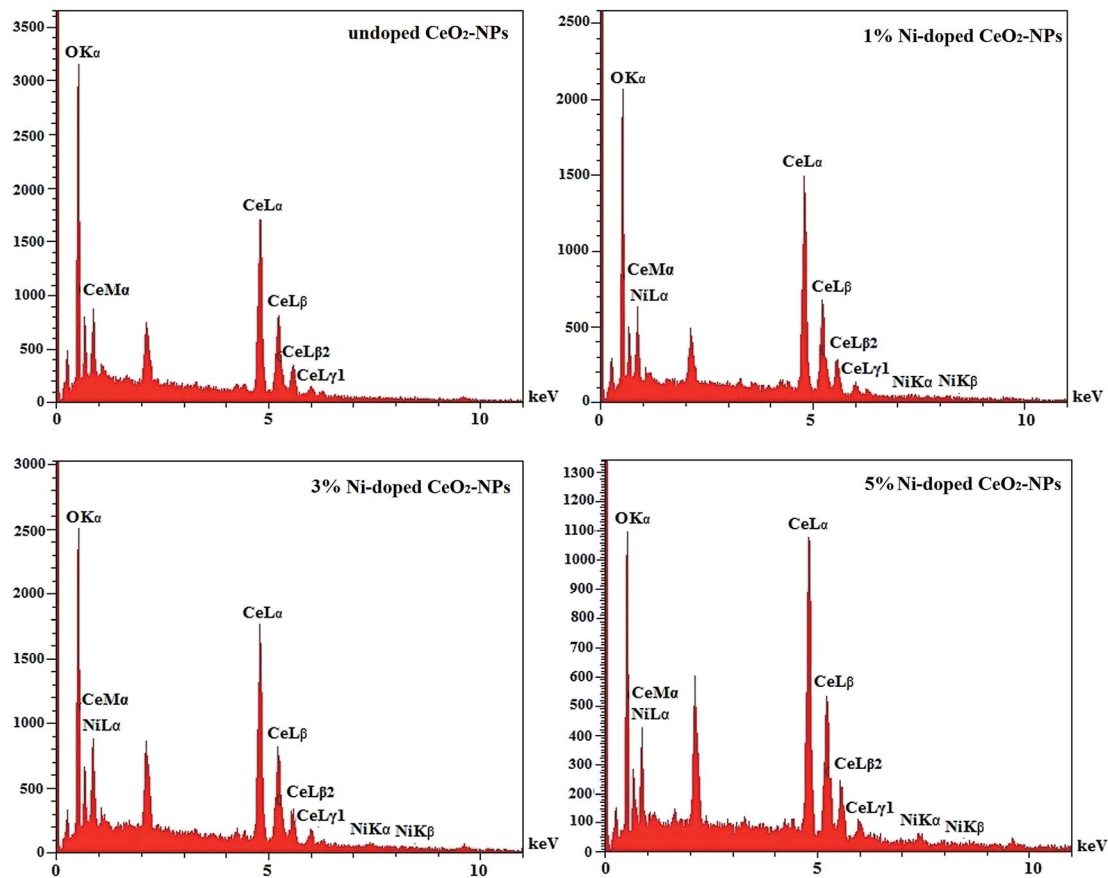 undoped CeO₂-NPs
3500
3000
2500
2000
1500
1000
500
0
OKα
CeMα
CeLα
CeLβ
CeLβ2
CeLγ1
0
5
10
keV
1% Ni-doped CeO₂-NPs
2500
2000
1500
1000
500
0
OKα
CeMα
NiLα
CeLα
CeLβ
CeLβ2
CeLγ1
NiKα
NiKβ
0
5
10
keV
3% Ni-doped CeO₂-NPs
3000
2500
2000
1500
1000
500
0
OKα
CeMα
NiLα
CeLα
CeLβ
CeLβ2
CeLγ1
NiKα
NiKβ
0
5
10
keV
5% Ni-doped CeO₂-NPs
1300
1200
1100
1000
900
800
700
600
500
400
300
200
100
0
OKα
CeMα
NiLα
CeLα
CeLβ
CeLβ2
CeLγ1
NiKα
NiKβ
0
5
10
keV